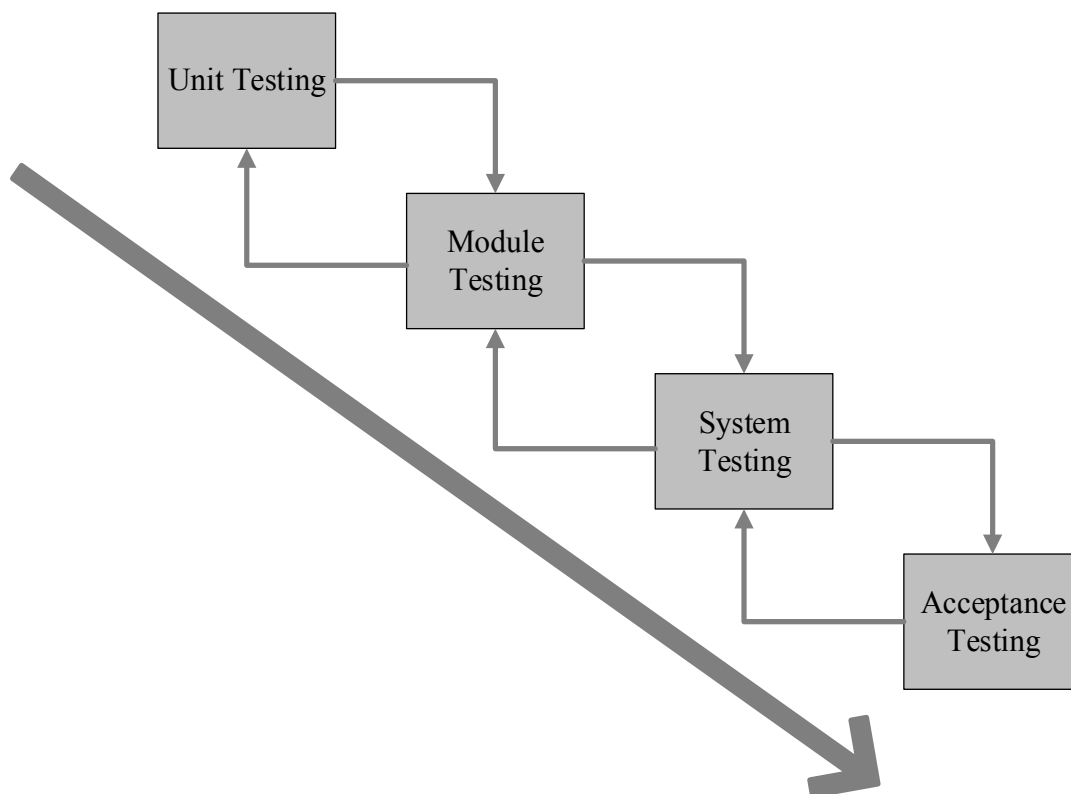 Unit Testing
Module
Testing
System
Testing
Acceptance
Testing